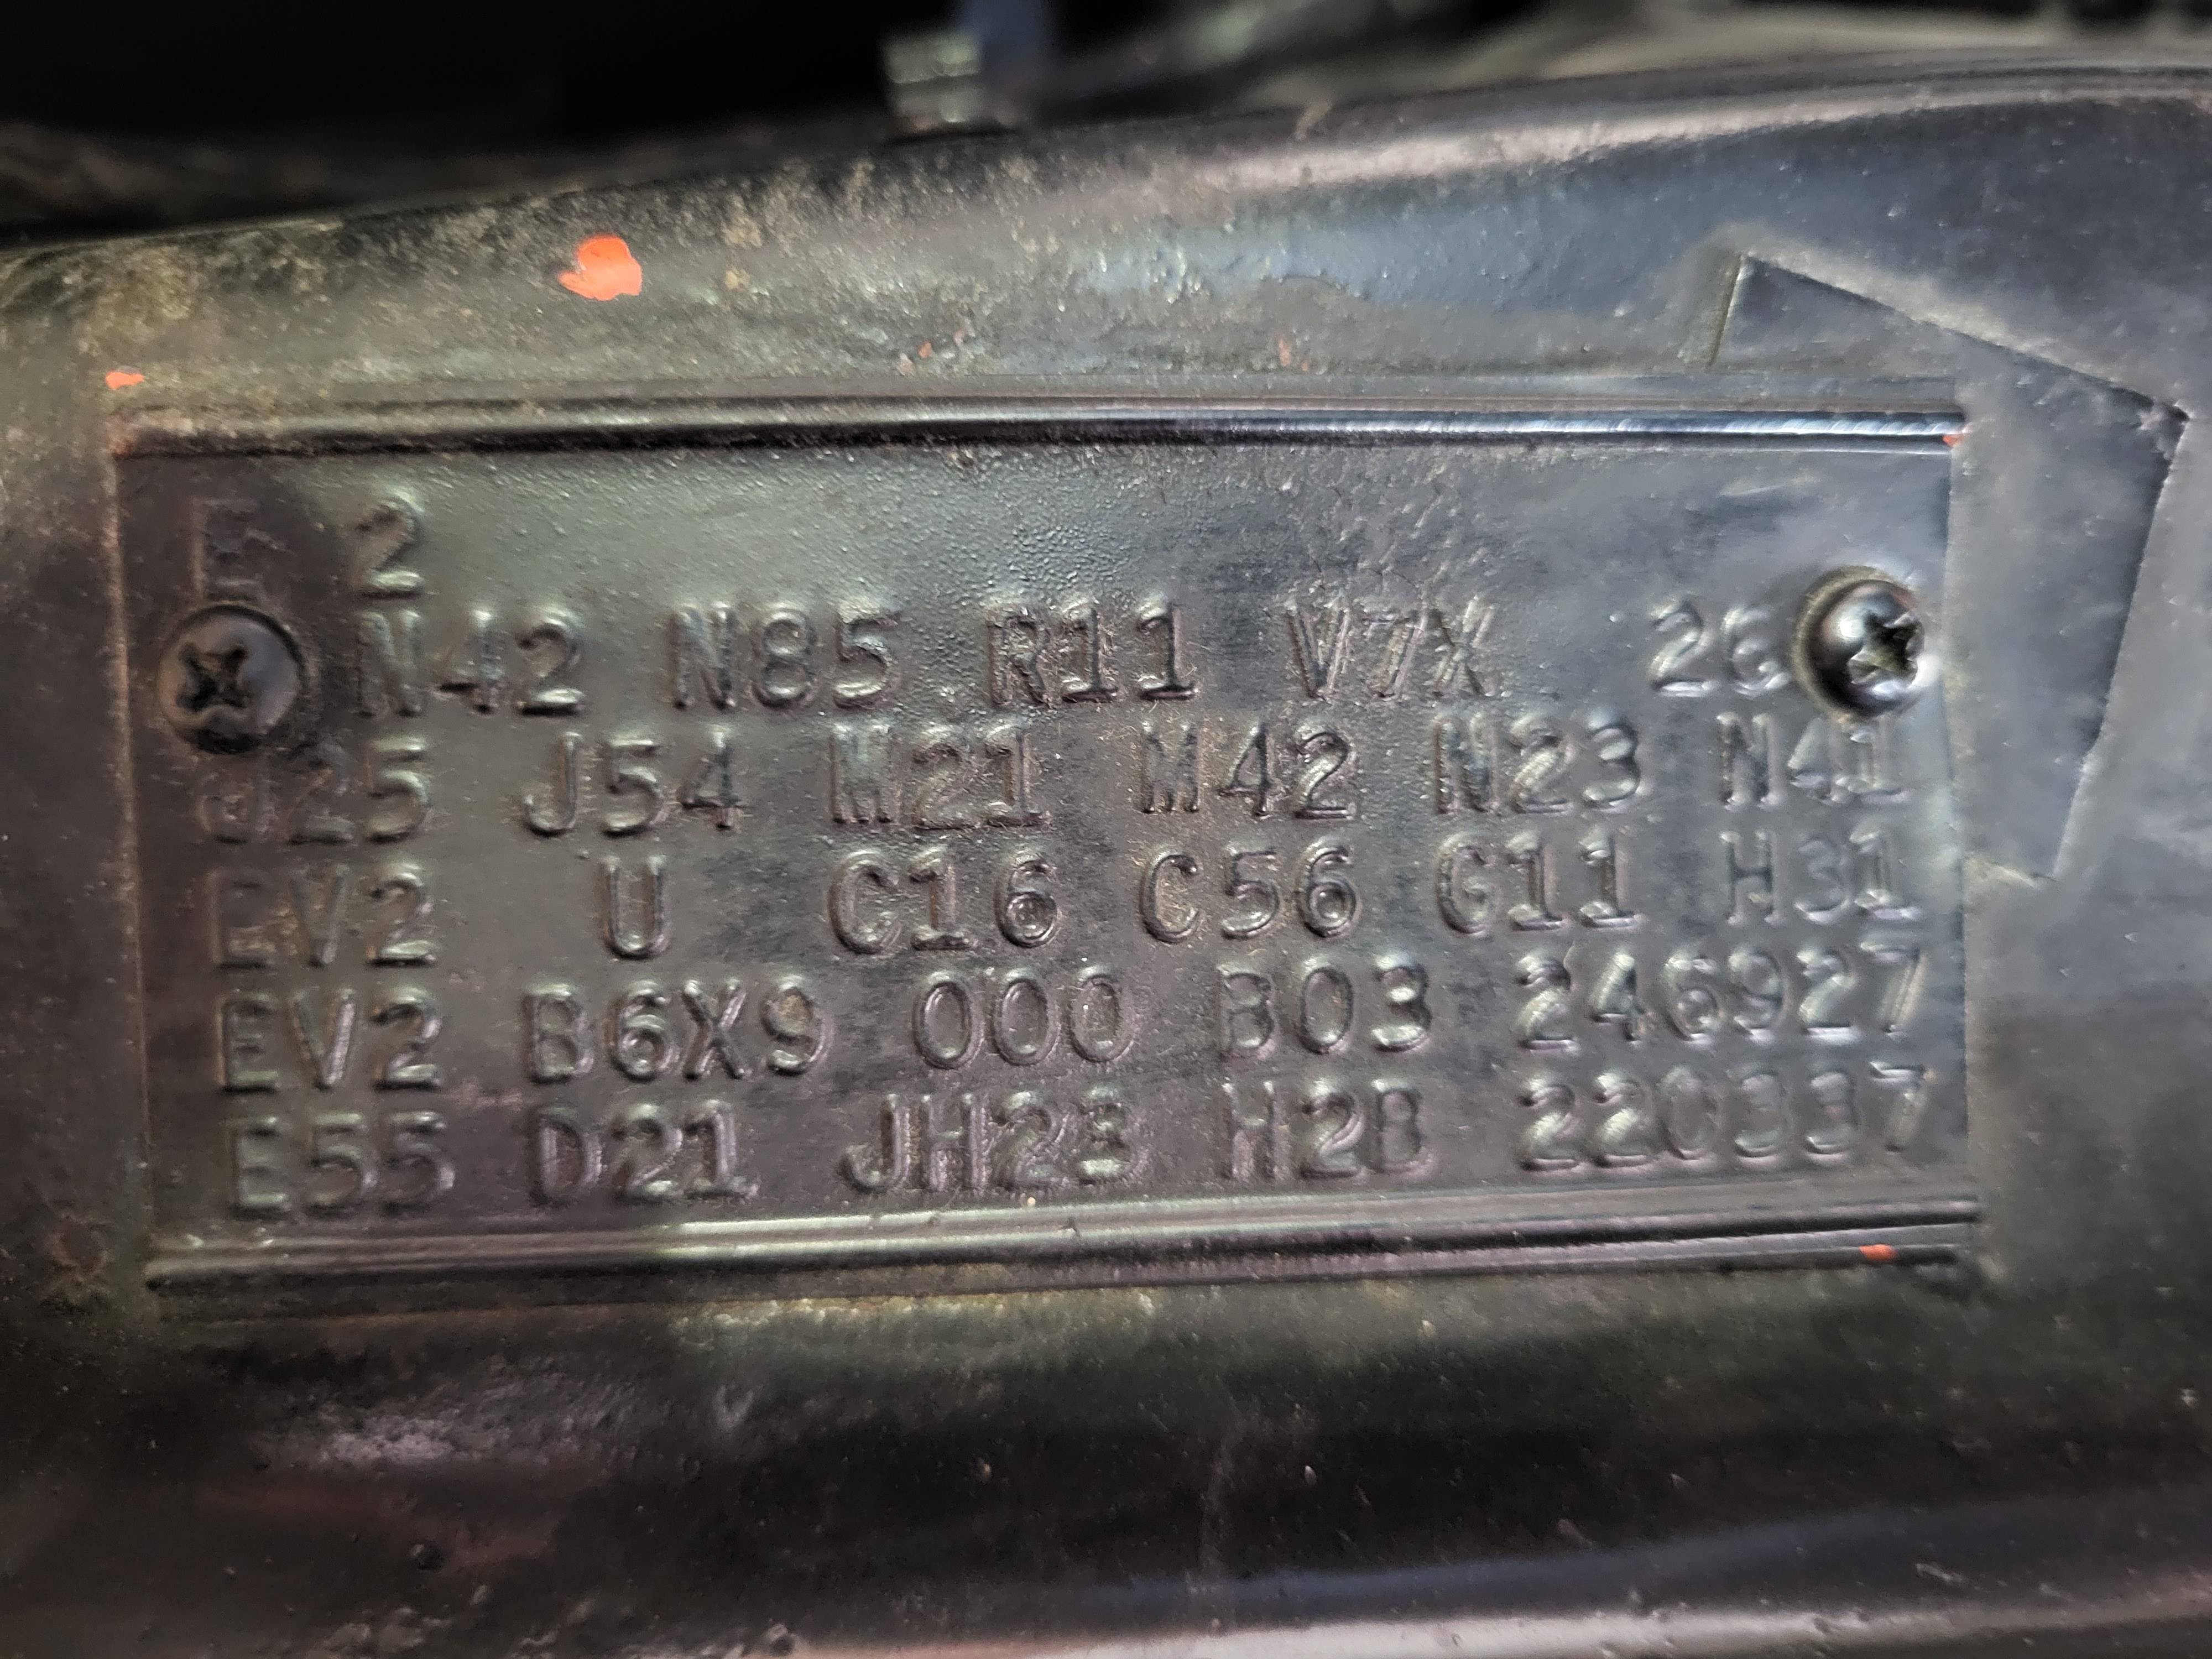 E 2
N42 N85 R11 V7X 26
J25 J54 M21 M42 N23 N41
EV2 U C16 C56 G11 H31
EV2 B6X9 000 B03 246927
E55 D21 JH23 H2B 220337